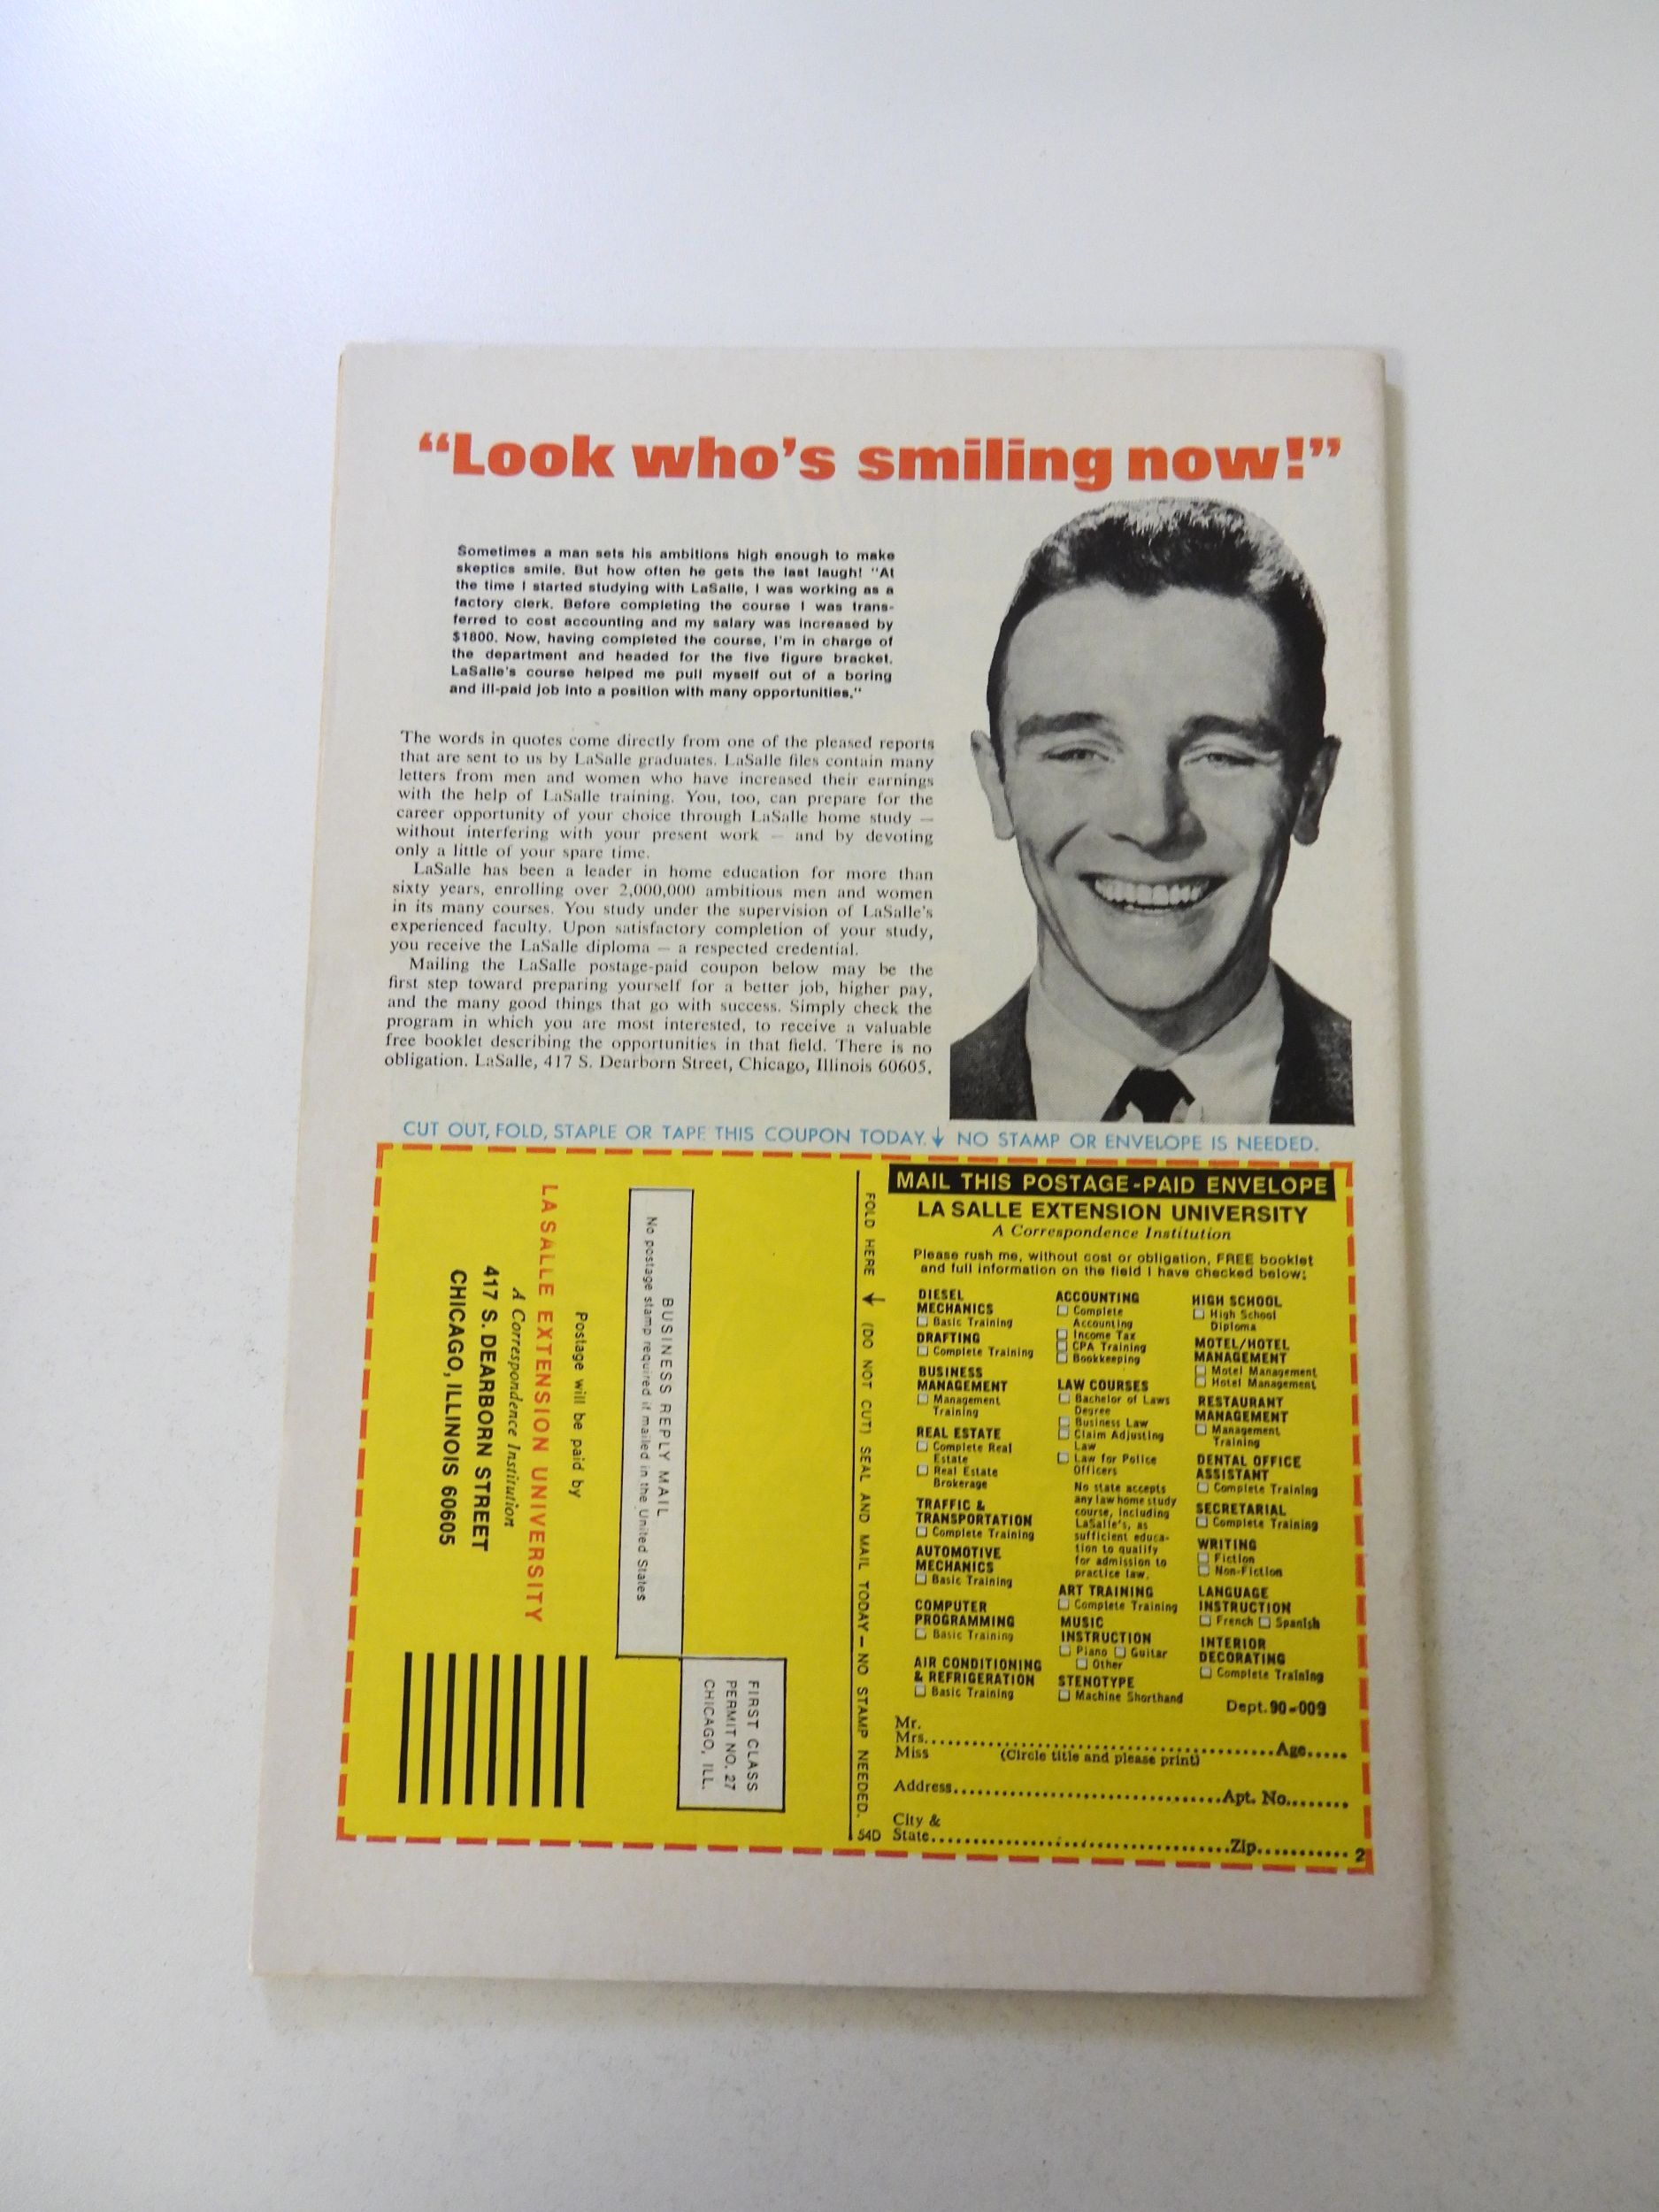 “Look who's smiling now!”
Sometimes a man sets his ambitions high enough to make
skeptics smile. But how often he gets the last laugh! "At
the time I started studying with LaSalle, I was working as a
factory clerk. Before completing the course I was trans-
ferred to cost accounting and my salary was increased by
$1800. Now, having completed the course, I'm in charge of
the department and headed for the five figure bracket.
LaSalle's course helped me pull myself out of a boring
and ill-paid job into a position with many opportunities."
The words in quotes come directly from one of the pleased reports
that are sent to us by LaSalle graduates. LaSalle files contain many
letters from men and women who have increased their earnings
with the help of LaSalle training. You, too, can prepare for the
career opportunity of your choice through LaSalle home study —
without interfering with your present work — and by devoting
only a little of your spare time.
LaSalle has been a leader in home education for more than
sixty years, enrolling over 2,000,000 ambitious men and women
in its many courses. You study under the supervision of LaSalle's
experienced faculty. Upon satisfactory completion of your study,
you receive the LaSalle diploma — a respected credential.
Mailing the LaSalle postage-paid coupon below may be the
first step toward preparing yourself for a better job, higher pay,
and the many good things that go with success. Simply check the
program in which you are most interested, to receive a valuable
free booklet describing the opportunities in that field. There is no
obligation. LaSalle, 417 S. Dearborn Street, Chicago, Illinois 60605.
CUT OUT, FOLD, STAPLE OR TAPE THIS COUPON TODAY. ↓ NO STAMP OR ENVELOPE IS NEEDED.
FIRST CLASS
PERMIT NO. 27
CHICAGO, ILL.
BUSINESS REPLY MAIL
No postage stamp required if mailed in the United States
Postage will be paid by
LA SALLE EXTENSION UNIVERSITY
A Correspondence Institution
417 S. DEARBORN STREET
CHICAGO, ILLINOIS 60605
FOLD HERE ↓ (DO NOT CUT) SEAL AND MAIL TODAY — NO STAMP NEEDED.
54D
MAIL THIS POSTAGE-PAID ENVELOPE
LA SALLE EXTENSION UNIVERSITY
A Correspondence Institution
Please rush me, without cost or obligation, FREE booklet
and full information on the field I have checked below:
DIESEL
MECHANICS
☐ Basic Training
DRAFTING
☐ Complete Training
BUSINESS
MANAGEMENT
☐ Management
Training
REAL ESTATE
☐ Complete Real
Estate
☐ Real Estate
Brokerage
TRAFFIC &
TRANSPORTATION
☐ Complete Training
AUTOMOTIVE
MECHANICS
☐ Basic Training
COMPUTER
PROGRAMMING
☐ Basic Training
AIR CONDITIONING
& REFRIGERATION
☐ Basic Training
ACCOUNTING
☐ Complete
Accounting
☐ Income Tax
☐ CPA Training
☐ Bookkeeping
LAW COURSES
☐ Bachelor of Laws
Degree
☐ Business Law
☐ Claim Adjusting
Law
☐ Law for Police
Officers
No state accepts
any law home study
course, including
LaSalle's, as
sufficient educa-
tion to qualify
for admission to
practice law.
ART TRAINING
☐ Complete Training
MUSIC
INSTRUCTION
☐ Piano ☐ Guitar
☐ Other
STENOTYPE
☐ Machine Shorthand
HIGH SCHOOL
☐ High School
Diploma
MOTEL/HOTEL
MANAGEMENT
☐ Motel Management
☐ Hotel Management
RESTAURANT
MANAGEMENT
☐ Management
Training
DENTAL OFFICE
ASSISTANT
☐ Complete Training
SECRETARIAL
☐ Complete Training
WRITING
☐ Fiction
☐ Non-Fiction
LANGUAGE
INSTRUCTION
☐ French ☐ Spanish
INTERIOR
DECORATING
☐ Complete Training
Dept. 90-009
Mr.
Mrs. Age
Miss (Circle title and please print)
Address Apt. No.
City &
State Zip 2